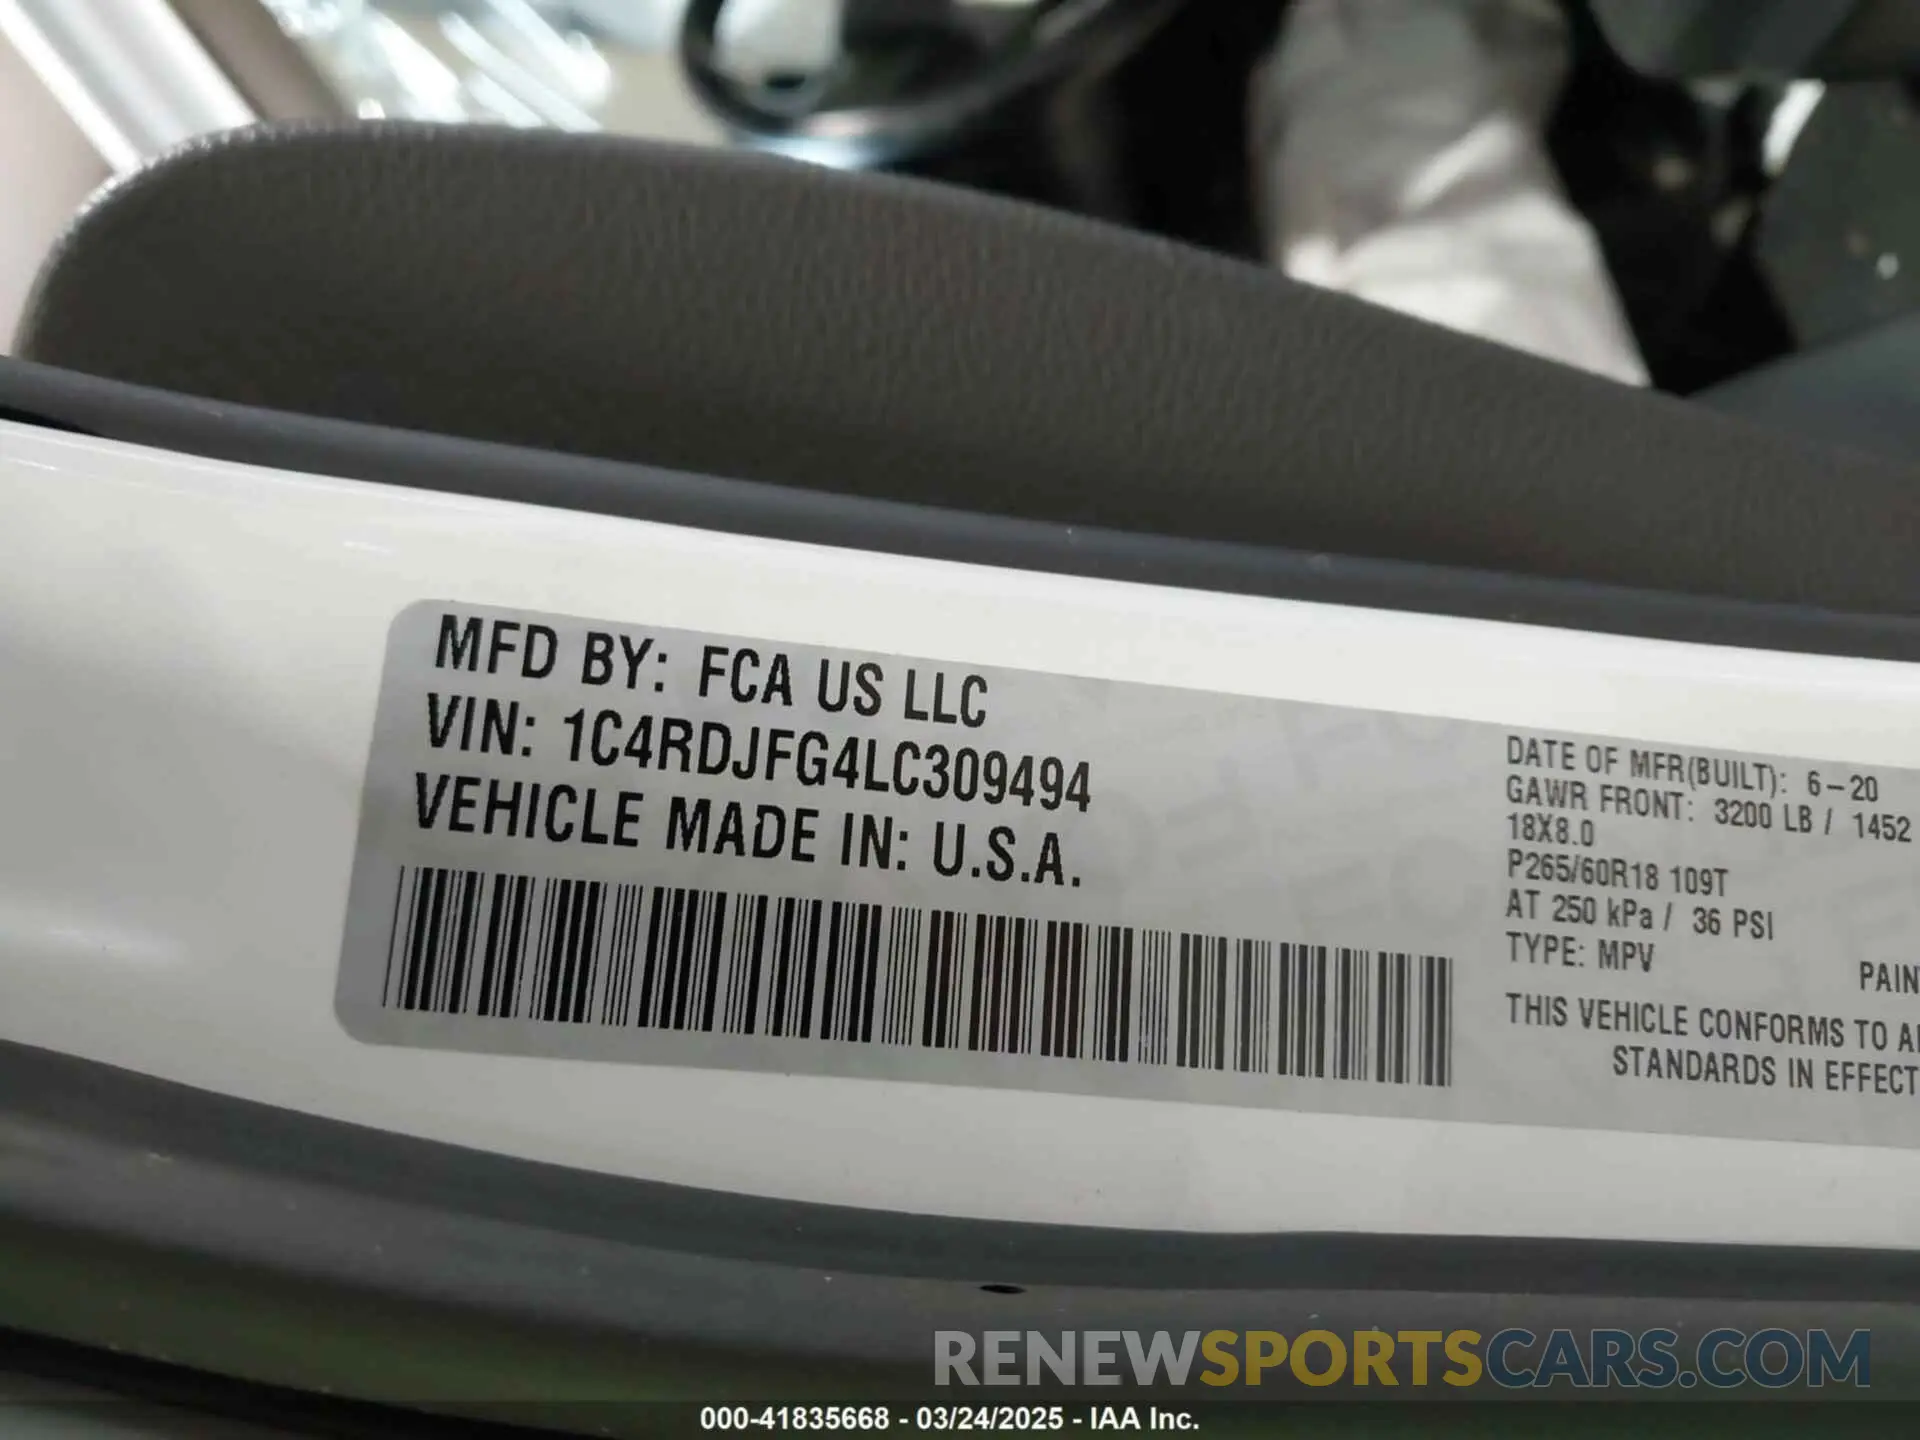 MFD BY: FCA US LLC
VIN: 1C4RDJFG4LC309494
VEHICLE MADE IN: U.S.A.
DATE OF MFR(BUILT): 6-20
GAWR FRONT: 3200 LB / 1452
18X8.0
P265/60R18 109T
AT 250 kPa / 36 PSI
TYPE: MPV
PAIN
THIS VEHICLE CONFORMS TO
STANDARDS IN EFFECT
RENEWSPORTSCARS.COM
000-41835668 - 03/24/2025 - IAA Inc.